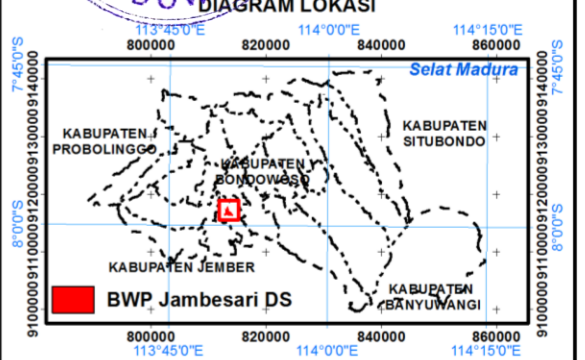 DIAGRAM LOKASI
113°45'0"E 114°0'0"E 114°15'0"E
800000 820000 840000 860000
7°45'0"S
8°0'0"S
9140000
9130000
9120000
9110000
9100000
Selat Madura
KABUPATEN
PROBOLINGGO
KABUPATEN
SITUBONDO
KABUPATEN
BONDOWOSO
KABUPATEN JEMBER
KABUPATEN
BANYUWANGI
BWP Jambesari DS
9140000
9130000
9120000
9110000
9100000
7°45'0"S
8°0'0"S
800000 820000 840000 860000
113°45'0"E 114°0'0"E 114°15'0"E